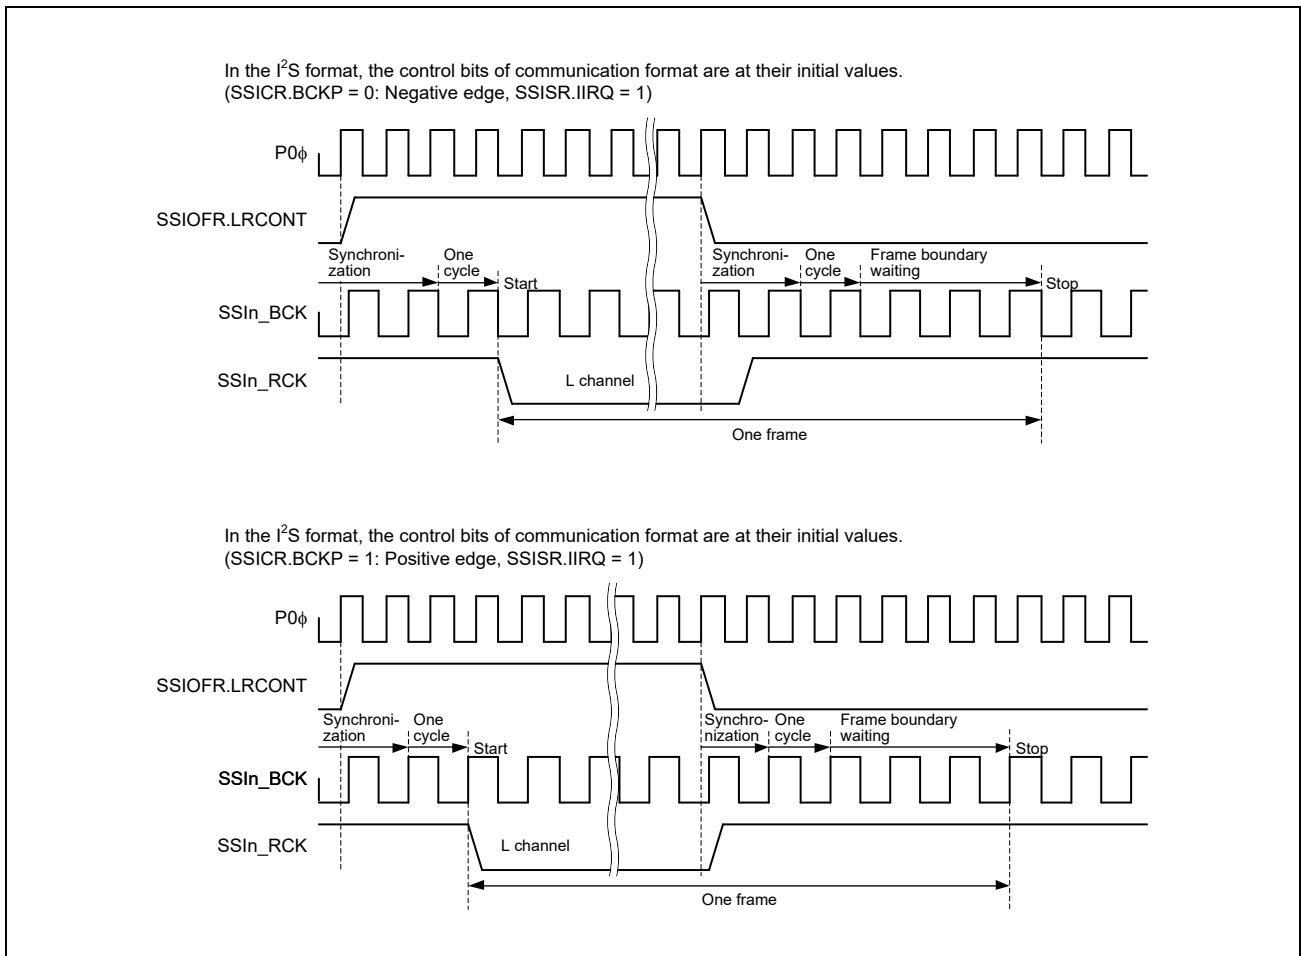 In the I²S format, the control bits of communication format are at their initial values.
(SSICR.BCKP = 0: Negative edge, SSISR.IIRQ = 1)
P0ϕ
SSIOFR.LRCONT
Synchroni-
zation
One
cycle
Start
Synchroni-
zation
One
cycle
Frame boundary
waiting
Stop
SSIn_BCK
SSIn_RCK
L channel
One frame
In the I²S format, the control bits of communication format are at their initial values.
(SSICR.BCKP = 1: Positive edge, SSISR.IIRQ = 1)
P0ϕ
SSIOFR.LRCONT
Synchroni-
zation
One
cycle
Start
Synchro-
nization
One
cycle
Frame boundary
waiting
Stop
SSIn_BCK
SSIn_RCK
L channel
One frame